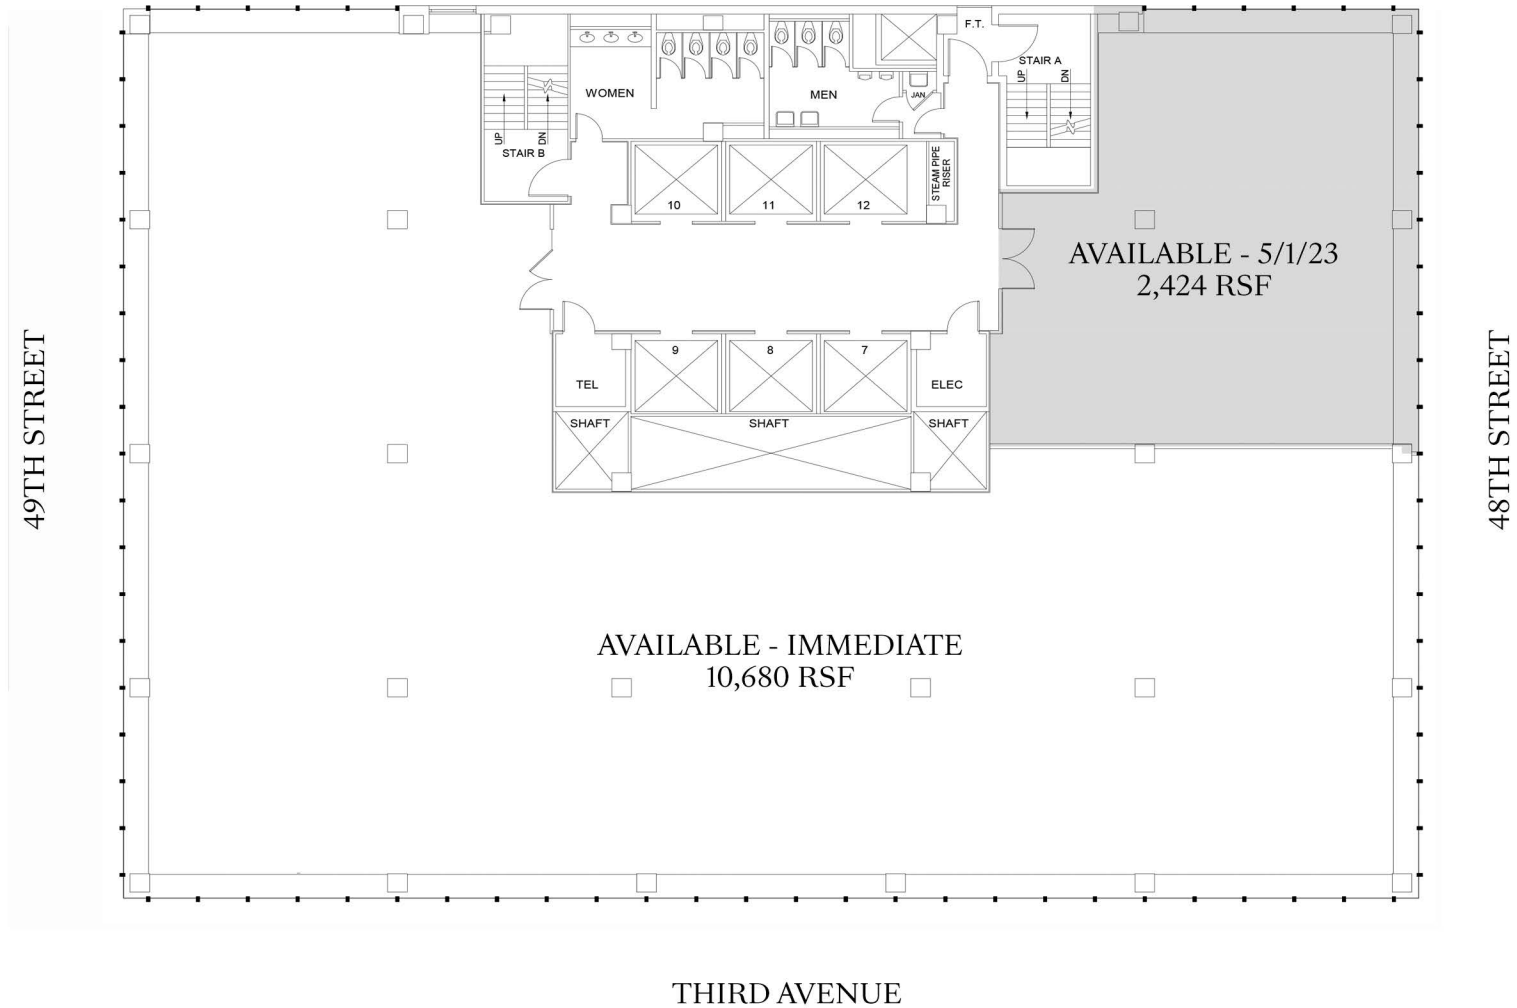 F.T.
STAIR A
UP
DN
WOMEN
MEN
JAN.
UP
DN
STAIR B
STEAM PIPE
RISER
10
11
12
AVAILABLE - 5/1/23
2,424 RSF
49TH STREET
48TH STREET
9
8
7
TEL
ELEC
SHAFT
SHAFT
SHAFT
AVAILABLE - IMMEDIATE
10,680 RSF
THIRD AVENUE